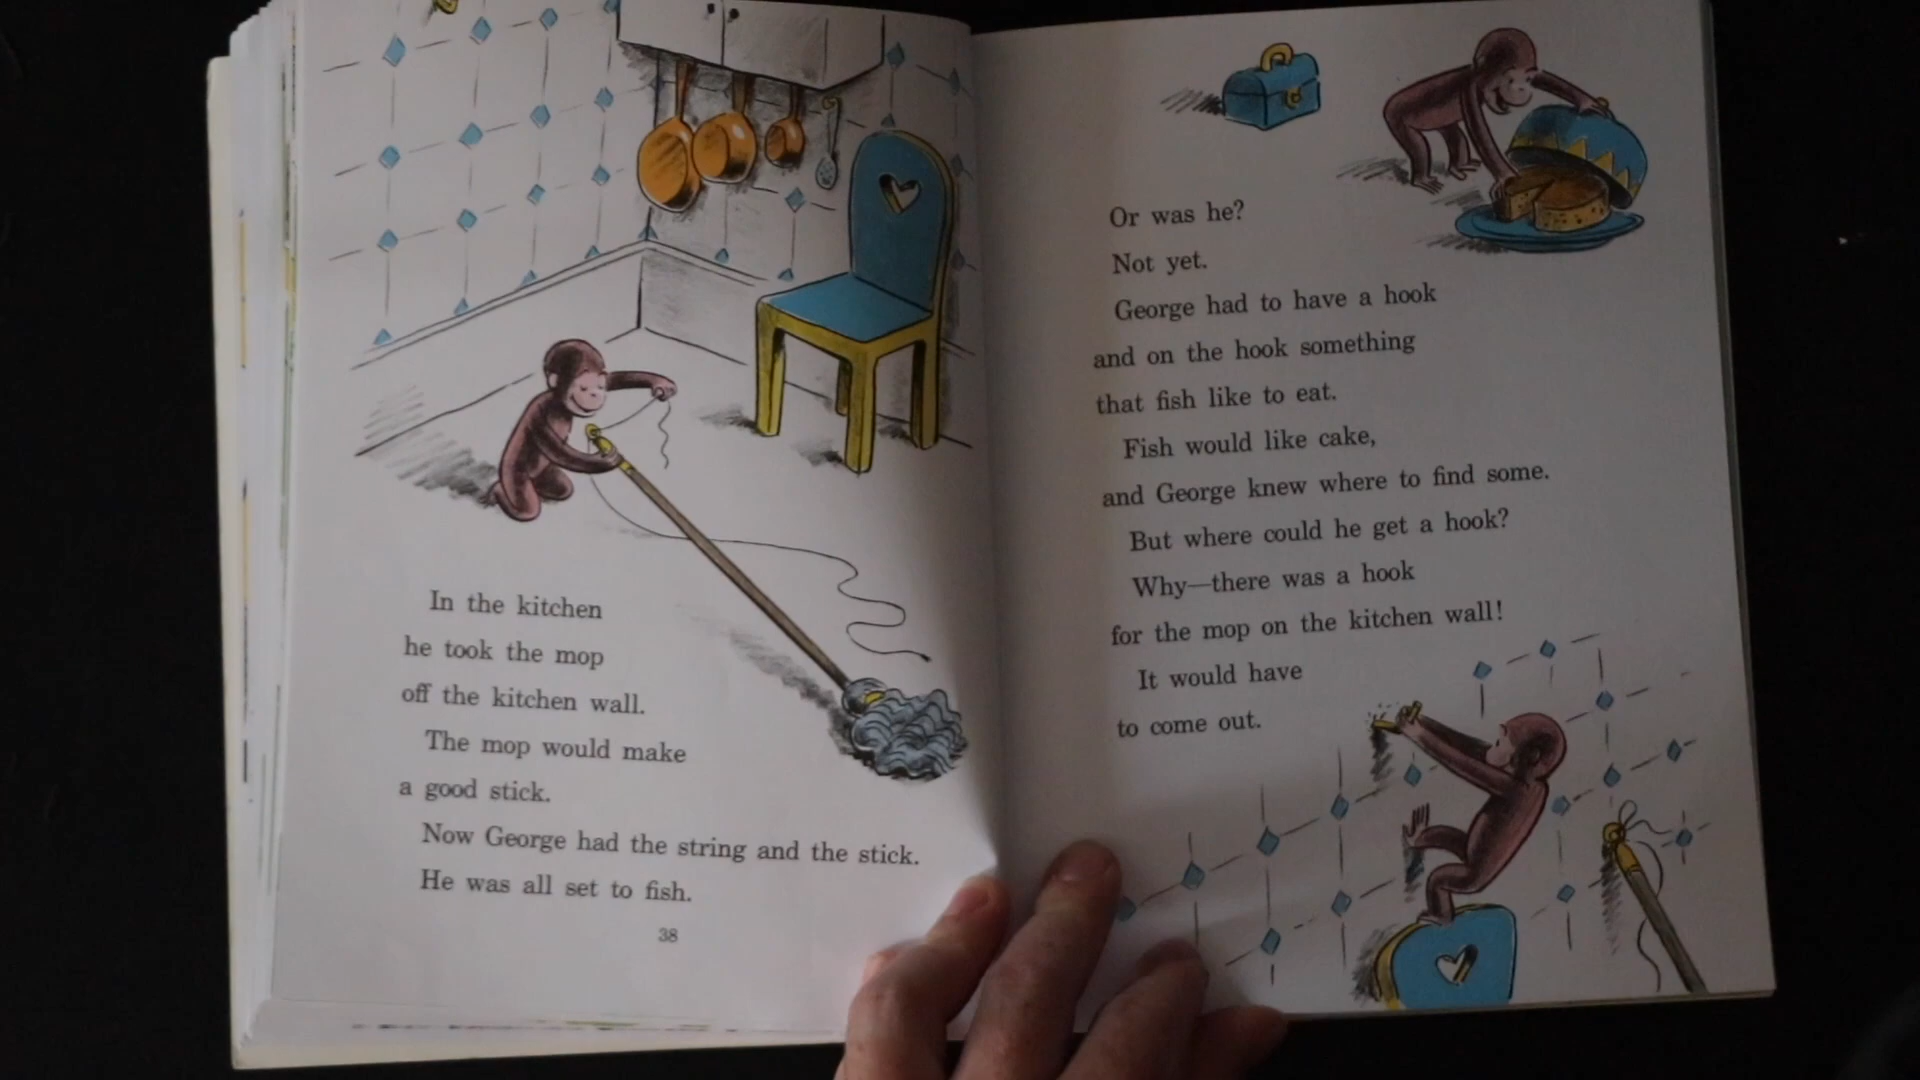 In the kitchen
he took the mop
off the kitchen wall.
The mop would make
a good stick.
Now George had the string and the stick.
He was all set to fish.
38
Or was he?
Not yet.
George had to have a hook
and on the hook something
that fish like to eat.
Fish would like cake,
and George knew where to find some.
But where could he get a hook?
Why—there was a hook
for the mop on the kitchen wall!
It would have
to come out.